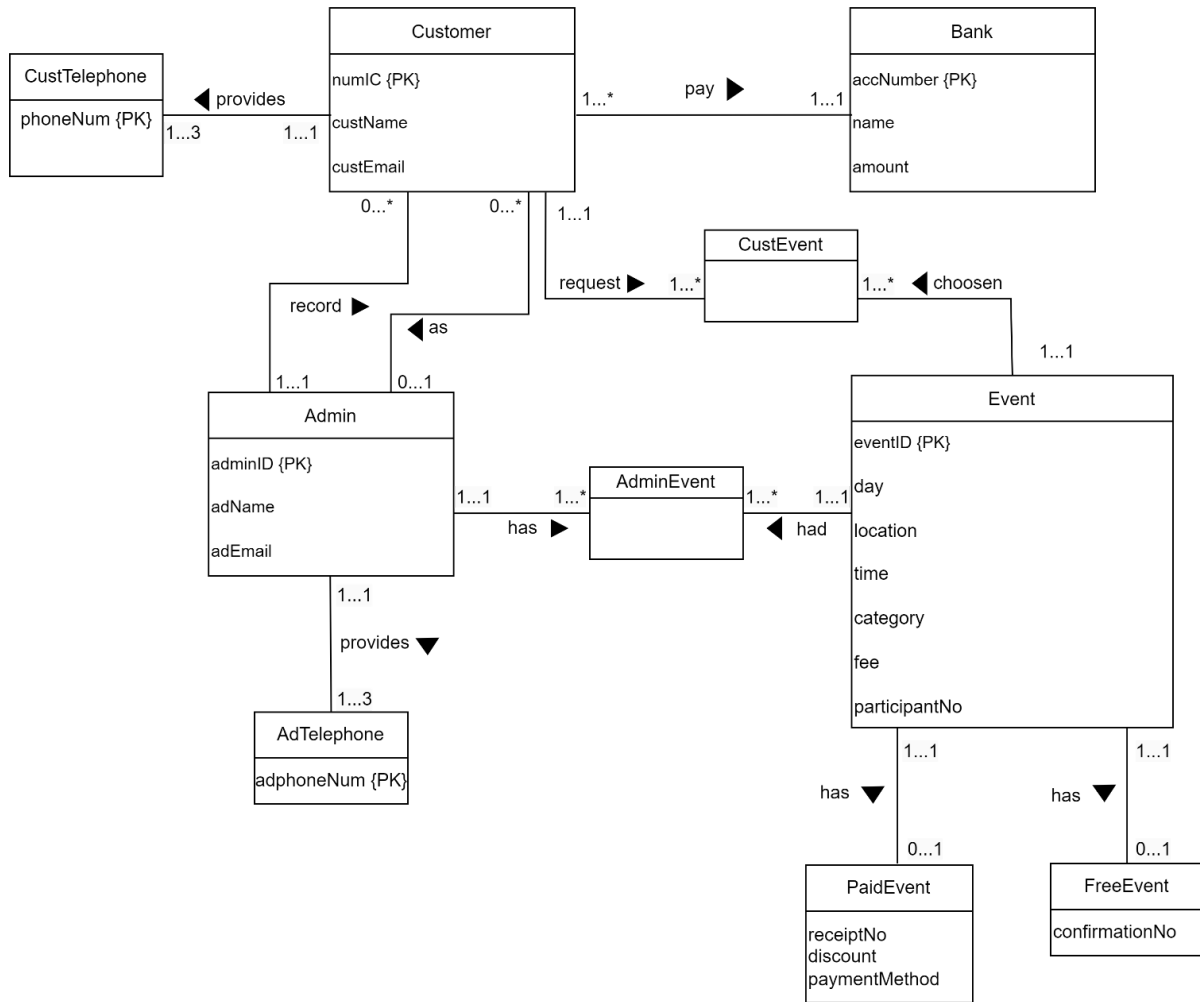 Customer
numIC {PK}
custName
custEmail
Bank
accNumber {PK}
name
amount
CustTelephone
phoneNum {PK}
provides
1...3
1...1
1...*
pay
1...1
0...*
0...*
1...1
CustEvent
request
1...*
1...*
choosen
record
as
1...1
1...1
0...1
Admin
adminID {PK}
adName
adEmail
Event
eventID {PK}
day
location
time
category
fee
participantNo
AdminEvent
1...1
1...*
1...*
1...1
has
had
1...1
provides
1...3
AdTelephone
adphoneNum {PK}
1...1
1...1
has
has
0...1
0...1
PaidEvent
receiptNo
discount
paymentMethod
FreeEvent
confirmationNo